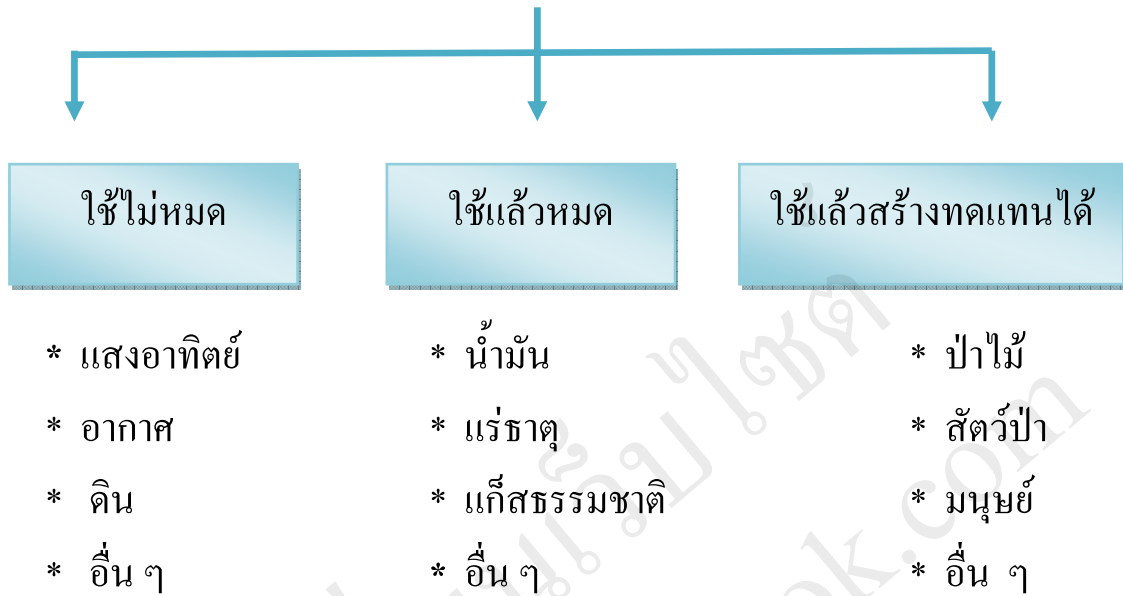 ใช้ไม่หมด
* แสงอาทิตย์
* อากาศ
* ดิน
* อื่น ๆ
ใช้แล้วหมด
* น้ำมัน
* แร่ธาตุ
* แก็สธรรมชาติ
* อื่น ๆ
ใช้แล้วสร้างทดแทนได้
* ป่าไม้
* สัตว์ป่า
* มนุษย์
* อื่น ๆ